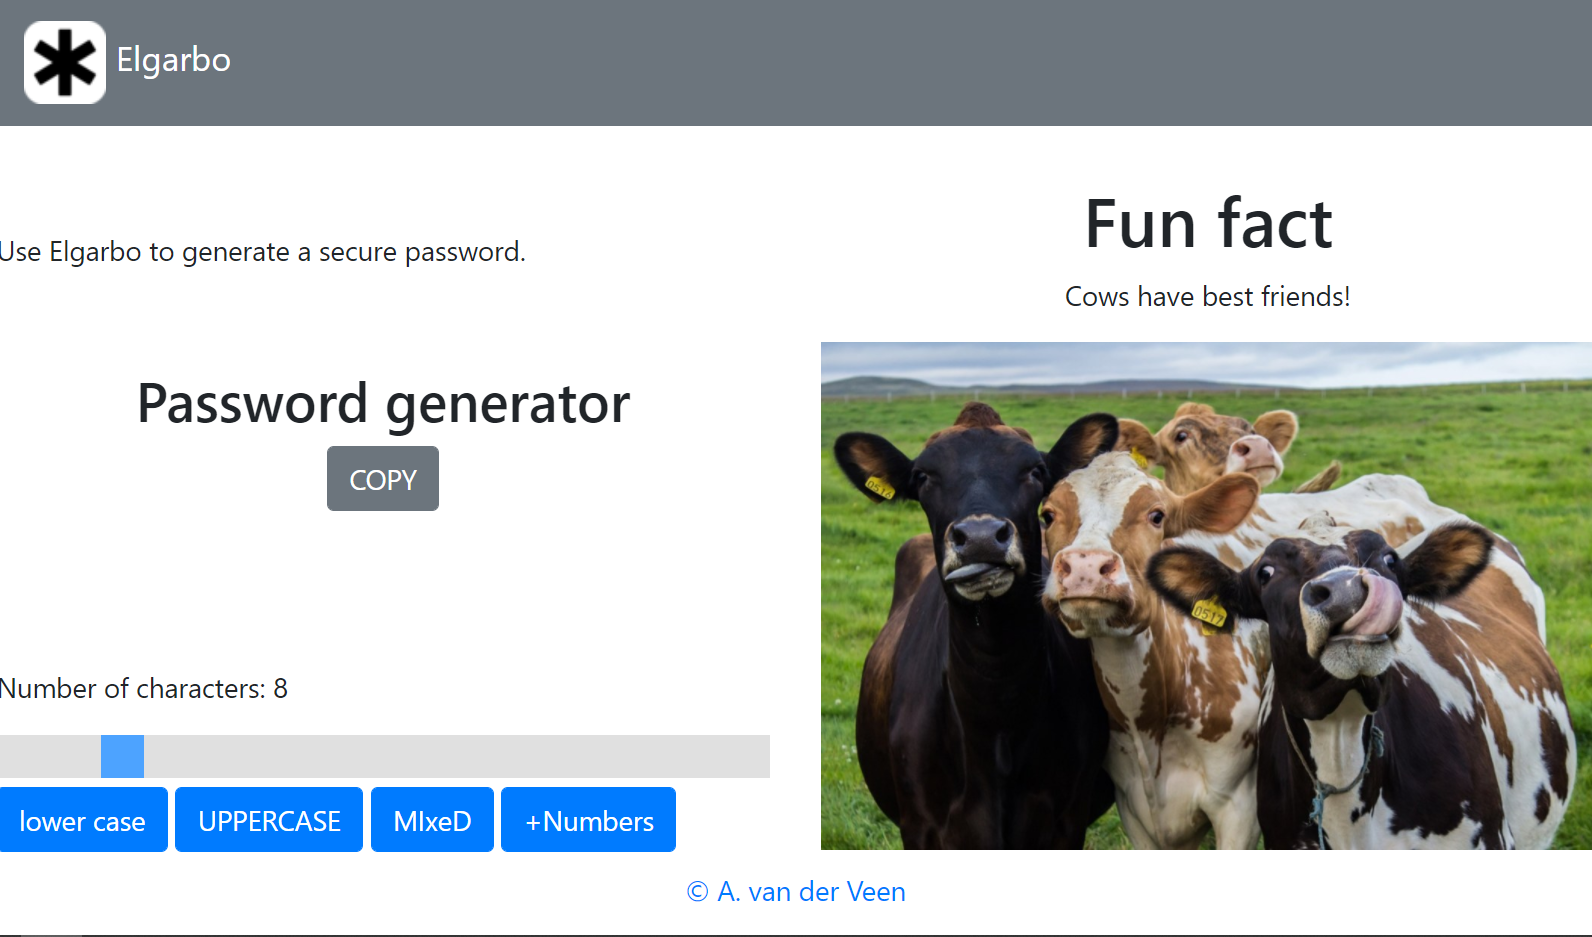 Elgarbo
Use Elgarbo to generate a secure password.
Password generator
COPY
Number of characters: 8
lower case
UPPERCASE
MIxeD
+Numbers
Fun fact
Cows have best friends!
0517
© A. van der Veen